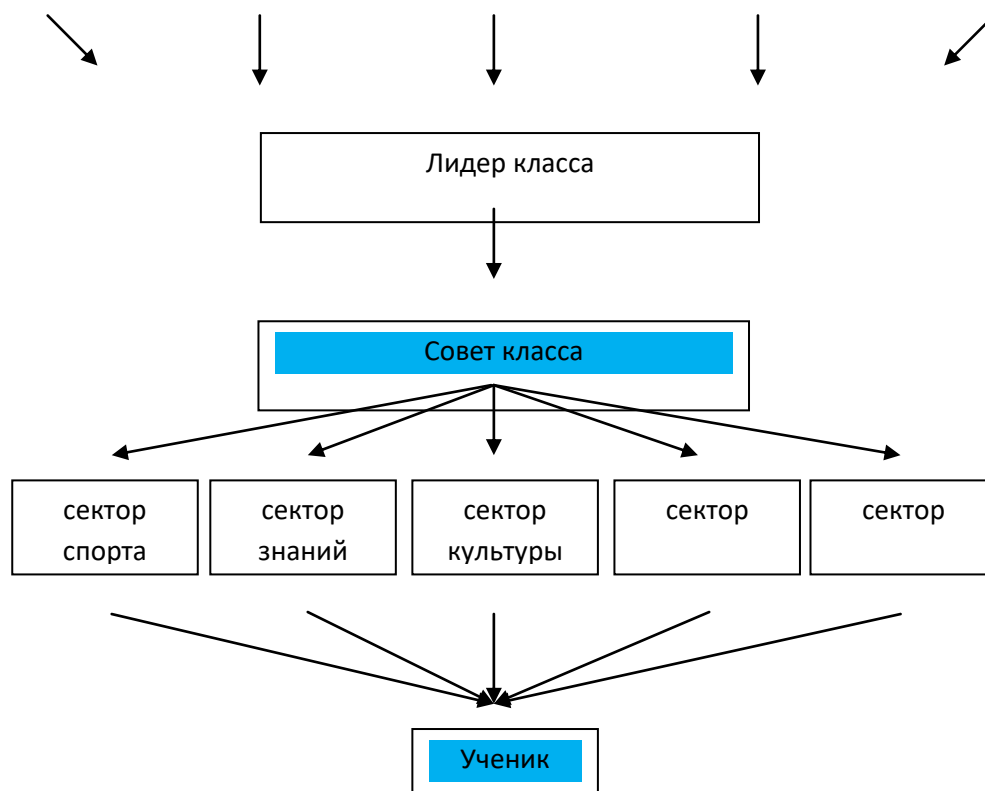 Лидер класса
Совет класса
сектор
спорта
сектор
знаний
сектор
культуры
сектор
сектор
Ученик